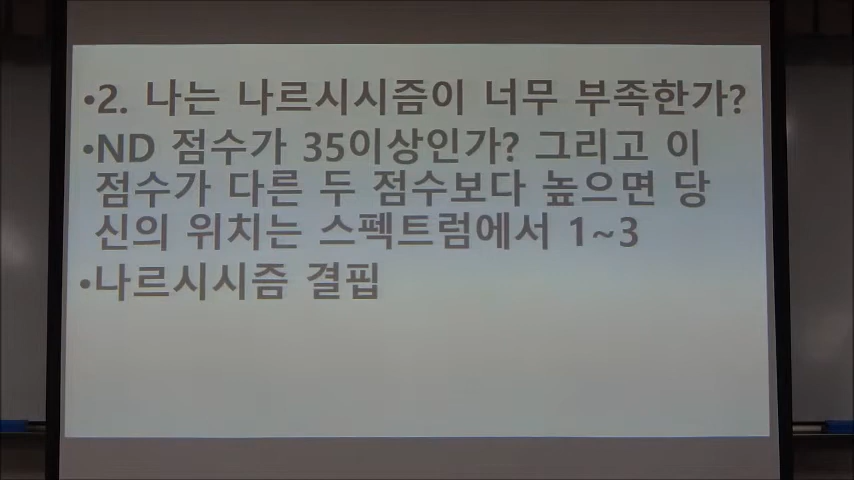 •2. 나는 나르시시즘이 너무 부족한가?
•ND 점수가 35이상인가? 그리고 이
점수가 다른 두 점수보다 높으면 당
신의 위치는 스펙트럼에서 1~3
•나르시시즘 결핍